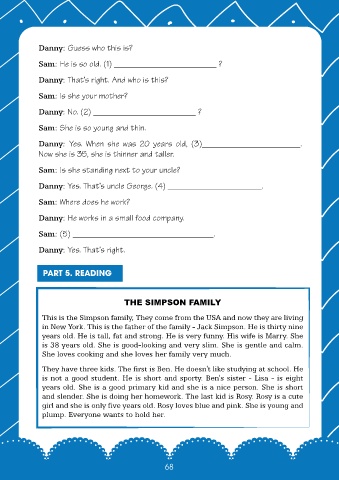 Danny: Guess who this is?
Sam: He is so old. (1) ______________________ ?
Danny: That's right. And who is this?
Sam: Is she your mother?
Danny: No. (2) ______________________ ?
Sam: She is so young and thin.
Danny: Yes. When she was 20 years old, (3)______________________.
Now she is 35, she is thinner and taller.
Sam: Is she standing next to your uncle?
Danny: Yes. That's uncle George. (4) ____________________.
Sam: Where does he work?
Danny: He works in a small food company.
Sam: (5) ______________________________.
Danny: Yes. That's right.
PART 5. READING
THE SIMPSON FAMILY
This is the Simpson family, They come from the USA and now they are living
in New York. This is the father of the family - Jack Simpson. He is thirty nine
years old. He is tall, fat and strong. He is very funny. His wife is Marry. She
is 38 years old. She is good-looking and very slim. She is gentle and calm.
She loves cooking and she loves her family very much.
They have three kids. The first is Ben. He doesn't like studying at school. He
is not a good student. He is short and sporty. Ben's sister - Lisa - is eight
years old. She is a good primary kid and she is a nice person. She is short
and slender. She is doing her homework. The last kid is Rosy. Rosy is a cute
girl and she is only five years old. Rosy loves blue and pink. She is young and
plump. Everyone wants to hold her.
68